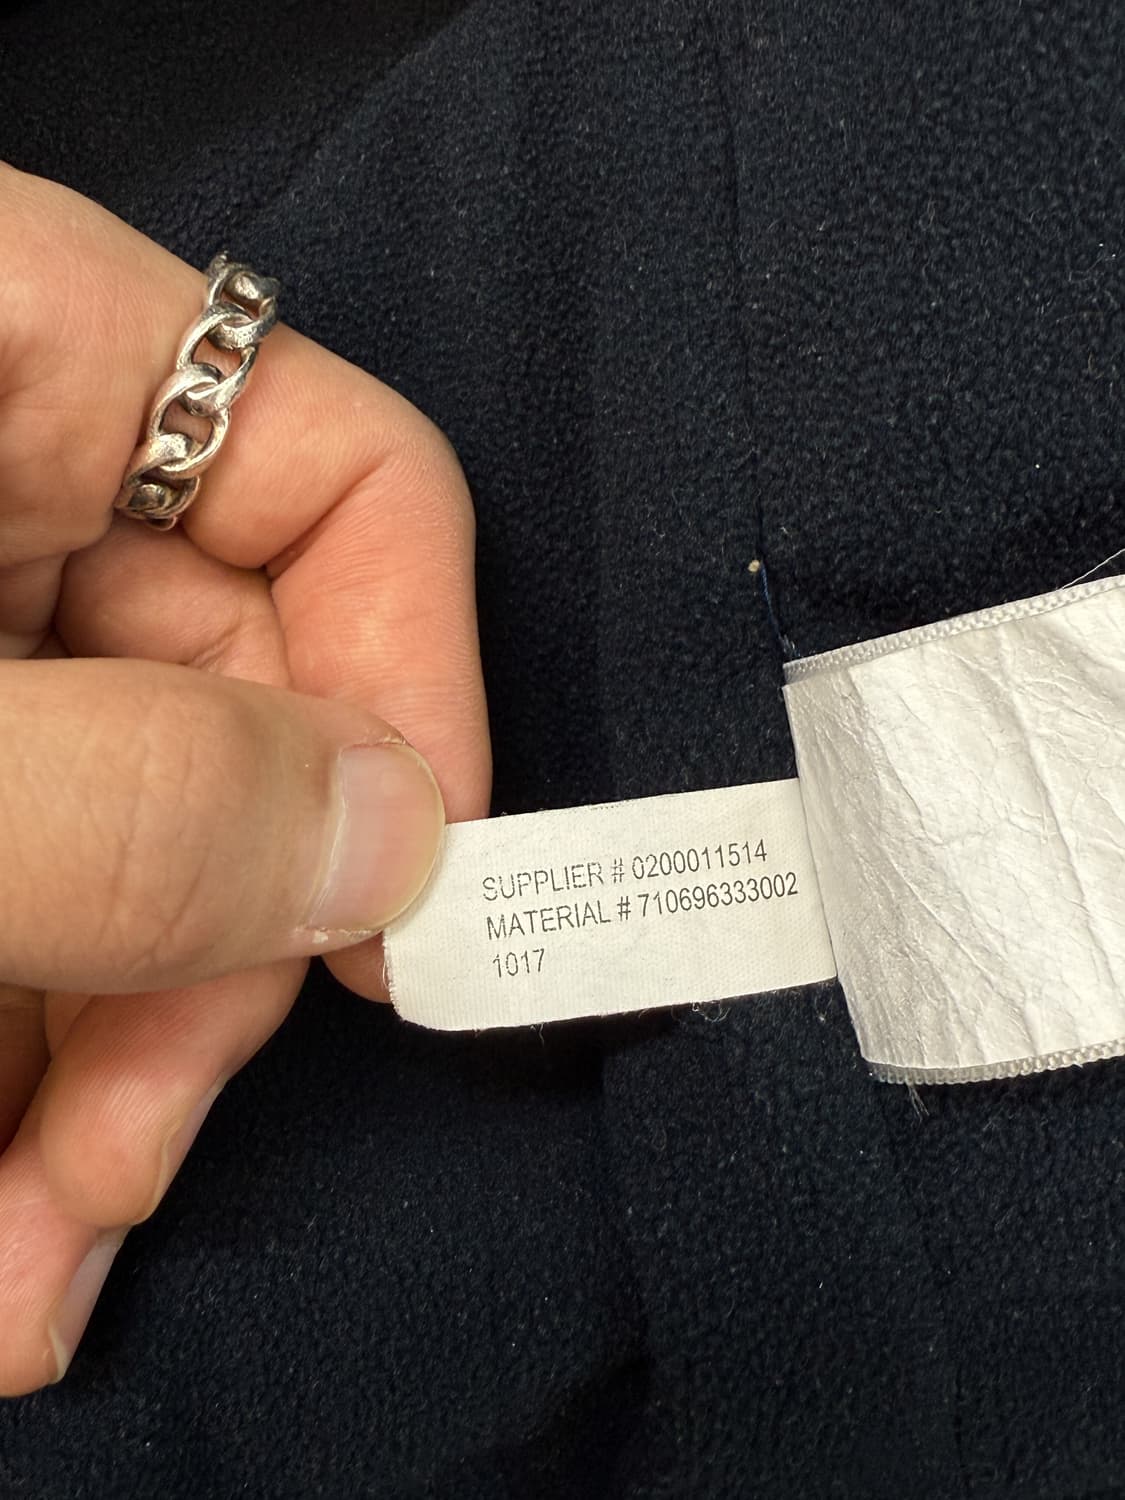 SUPPLIER # 0200011514
MATERIAL # 710696333002
1017